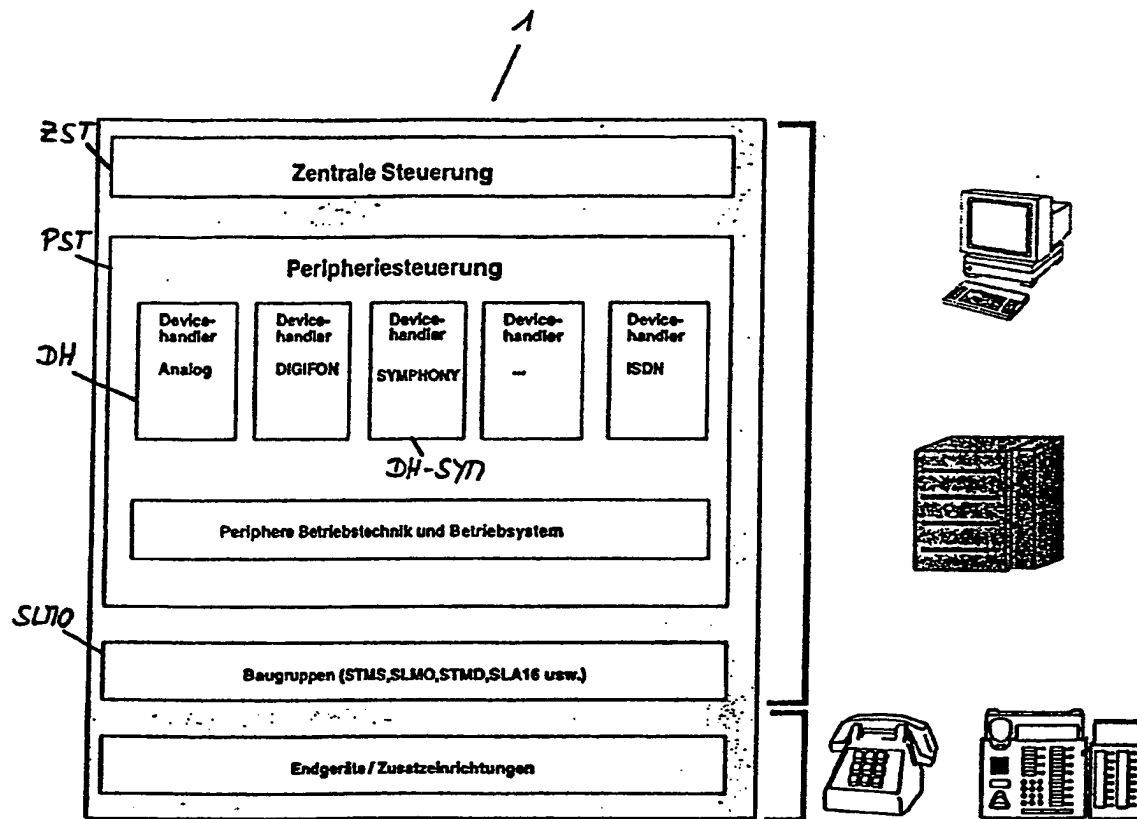 1
ZST
Zentrale Steuerung
PST
Peripheriesteuerung
DH
Device-
handler
Analog
Device-
handler
DIGIFON
Device-
handler
SYMPHONY
Device-
handler
...
Device-
handler
ISDN
DH-SYM
Periphere Betriebstechnik und Betriebsystem
SLMO
Baugruppen (STMS,SLMO,STMD,SLA16 usw.)
Endgeräte / Zusatzeinrichtungen